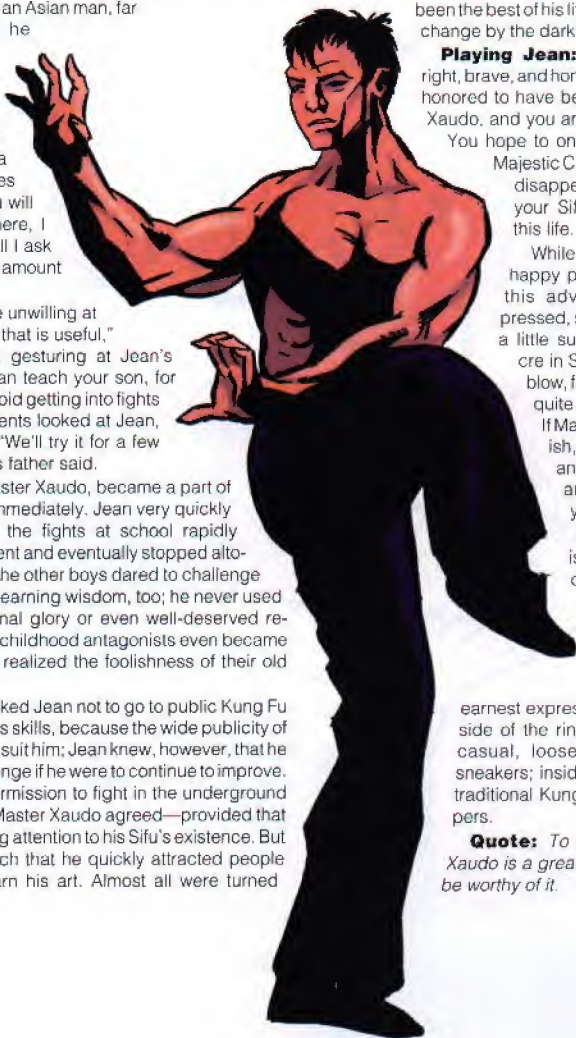 an Asian man, far
he
a
es
will
here, I
ll I ask
amount
e unwilling at
that is useful,"
gesturing at Jean's
an teach your son, for
oid getting into fights
ents looked at Jean,
"We'll try it for a few
s father said.
ster Xaudo, became a part of
mmediately. Jean very quickly
the fights at school rapidly
ent and eventually stopped alto-
he other boys dared to challenge
earning wisdom, too; he never used
nal glory or even well-deserved re-
childhood antagonists even became
realized the foolishness of their old
ked Jean not to go to public Kung Fu
s skills, because the wide publicity of
suit him; Jean knew, however, that he
enge if he were to continue to improve.
rmission to fight in the underground
Master Xaudo agreed—provided that
g attention to his Sifu's existence. But
ch that he quickly attracted people
arn his art. Almost all were turned
been the best of his li
change by the dark
Playing Jean:
right, brave, and hon
honored to have be
Xaudo, and you ar
You hope to on
Majestic C
disappe
your Sif
this life.
While
happy p
this adv
pressed, s
a little su
cre in S
blow, f
quite
If Ma
ish,
an
ar
y
is
c
earnest expres
side of the rin
casual, loose
sneakers; insid
traditional Kung
pers.
Quote: To
Xaudo is a grea
be worthy of it.